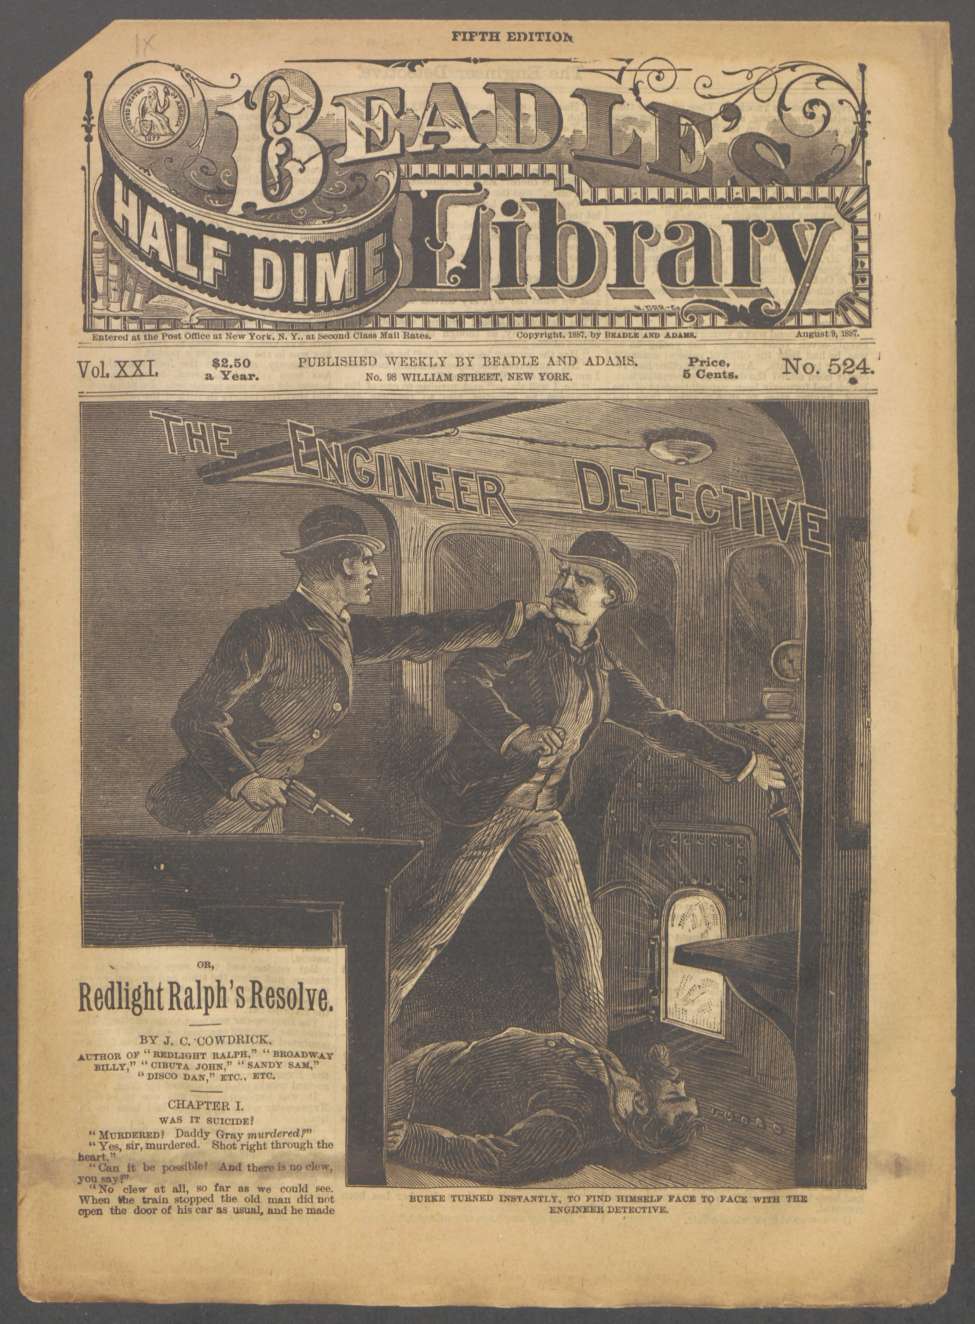 FIFTH EDITION
BEADLE'S
HALF DIME Library
Entered at the Post Office at New York, N. Y., at Second Class Mail Rates. Copyright, 1887, by BEADLE AND ADAMS. August 9, 1887.
Vol. XXI. $2.50 a Year. PUBLISHED WEEKLY BY BEADLE AND ADAMS, No. 98 WILLIAM STREET, NEW YORK. Price, 5 Cents. No. 524.
THE ENGINEER DETECTIVE
OR,
Redlight Ralph's Resolve.
BY J. C. COWDRICK,
AUTHOR OF "REDLIGHT RALPH," "BROADWAY
BILLY," "CIBUTA JOHN," "SANDY SAM,"
"DISCO DAN," ETC., ETC.
CHAPTER I.
WAS IT SUICIDE?
"MURDERED! Daddy Gray murdered?"
"Yes, sir, murdered. Shot right through the
heart."
"Can it be possible! And there is no clew,
you say?"
"No clew at all, so far as we could see.
When the train stopped the old man did not
open the door of his car as usual, and he made
BURKE TURNED INSTANTLY, TO FIND HIMSELF FACE TO FACE WITH THE
ENGINEER DETECTIVE.